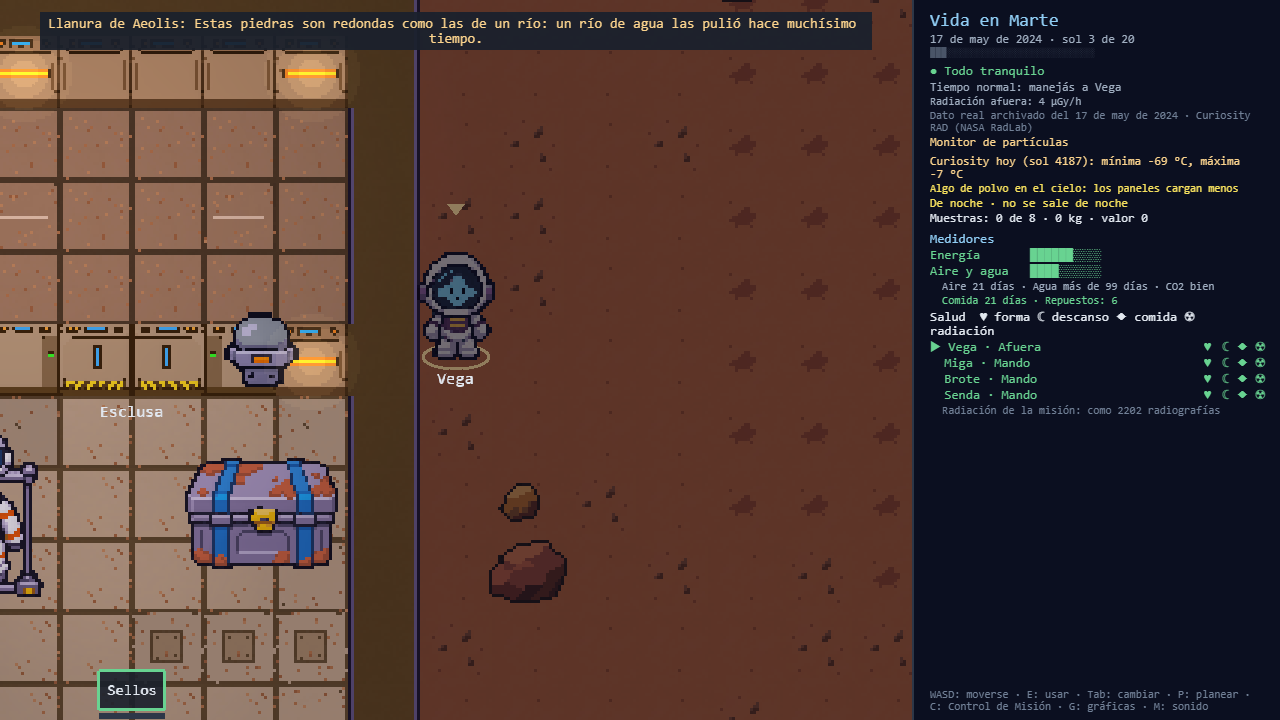 Llanura de Aeolis: Estas piedras son redondas como las de un río: un río de agua las pulió hace muchísimo
tiempo.
Esclusa
Vega
Sellos
Vida en Marte
17 de may de 2024 · sol 3 de 20
● Todo tranquilo
Tiempo normal: manejás a Vega
Radiación afuera: 4 µGy/h
Dato real archivado del 17 de may de 2024 · Curiosity
RAD (NASA RadLab)
Monitor de partículas
Curiosity hoy (sol 4187): mínima -69 °C, máxima
-7 °C
Algo de polvo en el cielo: los paneles cargan menos
De noche · no se sale de noche
Muestras: 0 de 8 · 0 kg · valor 0
Medidores
Energía
Aire y agua
Aire 21 días · Agua más de 99 días · CO2 bien
Comida 21 días · Repuestos: 6
Salud ♥ forma ☾ descanso ◆ comida ☢
radiación
▶ Vega · Afuera ♥ ☾ ◆ ☢
Miga · Mando ♥ ☾ ◆ ☢
Brote · Mando ♥ ☾ ◆ ☢
Senda · Mando ♥ ☾ ◆ ☢
Radiación de la misión: como 2202 radiografías
WASD: moverse · E: usar · Tab: cambiar · P: planear ·
C: Control de Misión · G: gráficas · M: sonido